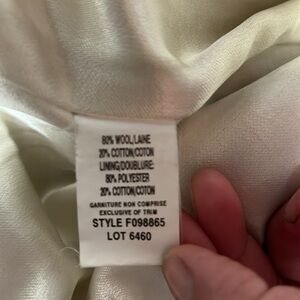 80% WOOL/LAINE
20% COTTON/COTON
LINING/DOUBLURE:
80% POLYESTER
20% COTTON/COTON
GARNITURE NON COMPRISE
EXCLUSIVE OF TRIM
STYLE F098865
LOT 6460